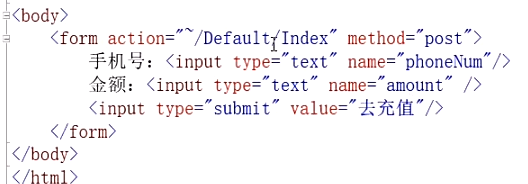 <body>
<form action="~/Default/Index" method="post">
手机号：<input type="text" name="phoneNum"/>
金额：<input type="text" name="amount" />
<input type="submit" value="去充值"/>
</form>
</body>
</html>